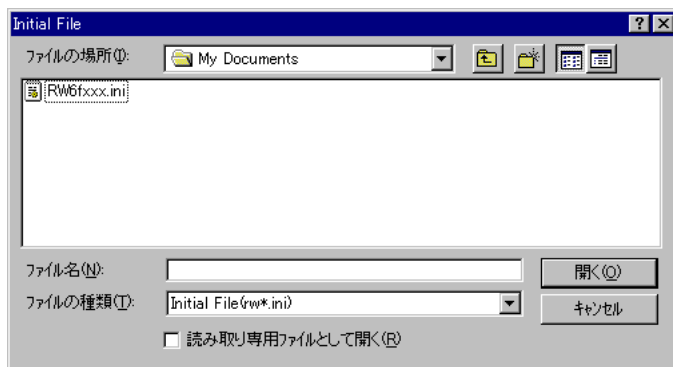 Initial File
ファイルの場所(I):
My Documents
RW6fxxx.ini
ファイル名(N):
開く(O)
ファイルの種類(T):
Initial File(rw*.ini)
キャンセル
読み取り専用ファイルとして開く(R)